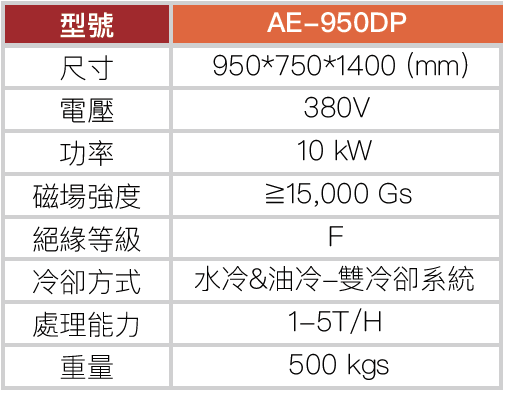 型號 AE-950DP
尺寸 950*750*1400 (mm)
電壓 380V
功率 10 kW
磁場強度 ≧15,000 Gs
絕緣等級 F
冷卻方式 水冷&油冷-雙冷卻系統
處理能力 1-5T/H
重量 500 kgs